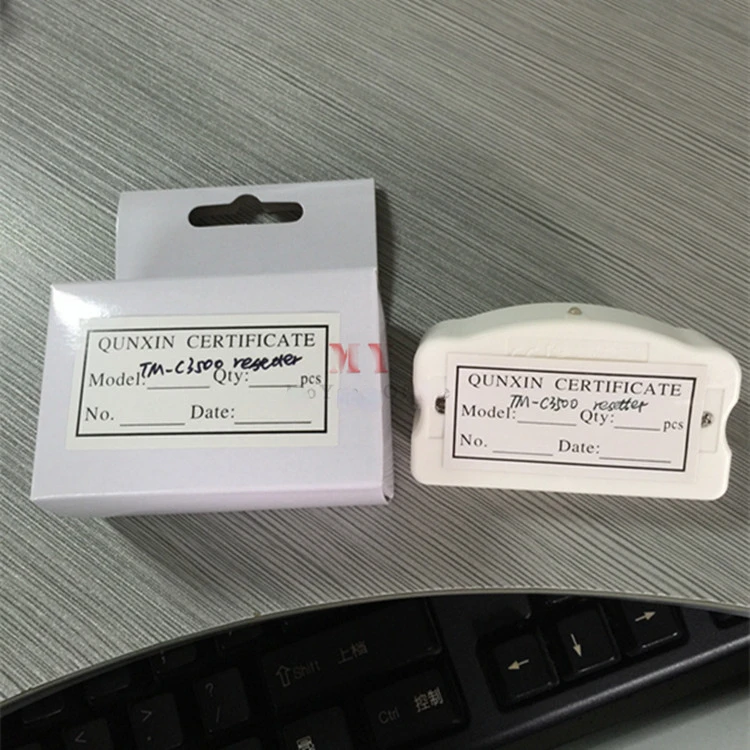 QUNXIN CERTIFICATE
TM-C3500 resetter
Model: Qty: pcs
No. Date:
QUNXIN CERTIFICATE
TM-C3500 resetter
Model: Qty: pcs
No. Date:
MY
⇧Shift 上档
?
/
>
.
<
,
Ctrl 控制
←
↓
→